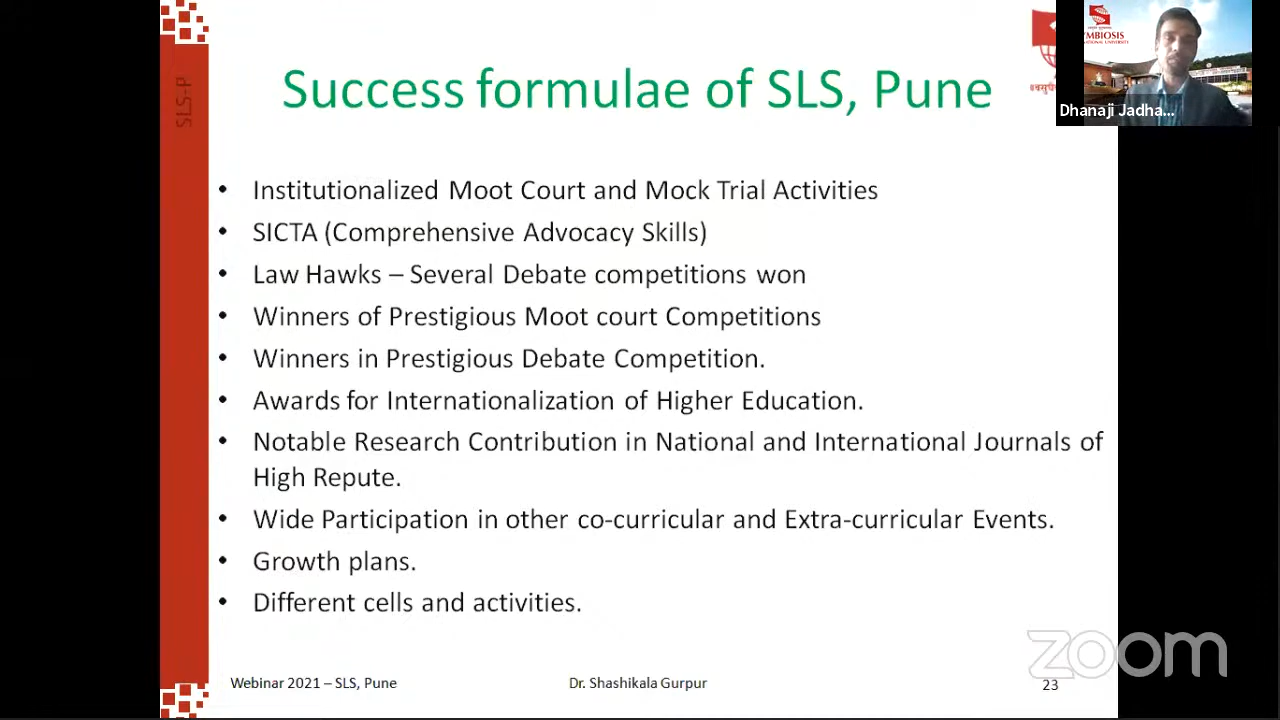 SLS-P
Success formulae of SLS, Pune
SYMBIOSIS
Dhanaji Jadha...
• Institutionalized Moot Court and Mock Trial Activities
• SICTA (Comprehensive Advocacy Skills)
• Law Hawks – Several Debate competitions won
• Winners of Prestigious Moot court Competitions
• Winners in Prestigious Debate Competition.
• Awards for Internationalization of Higher Education.
• Notable Research Contribution in National and International Journals of
High Repute.
• Wide Participation in other co-curricular and Extra-curricular Events.
• Growth plans.
• Different cells and activities.
zoom
Webinar 2021 – SLS, Pune
Dr. Shashikala Gurpur
23